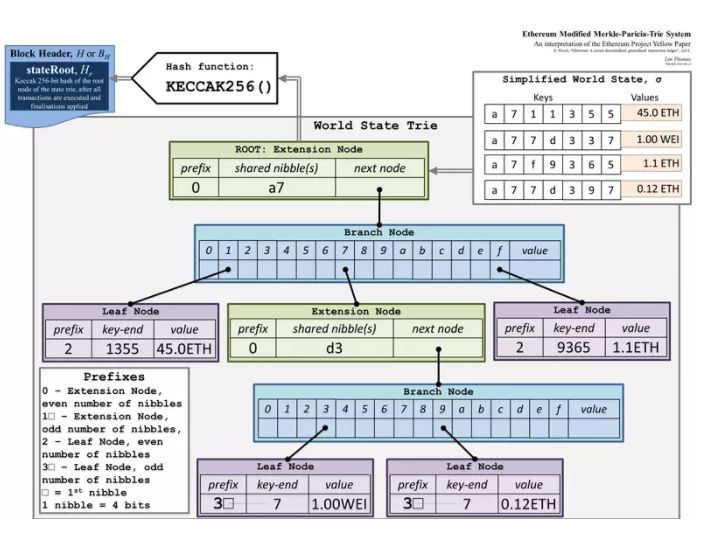 Ethereum Modified Merkle-Paricia-Trie System
An interpretation of the Ethereum Project Yellow Paper
G. Wood, "Ethereum: A secure decentralised generalised transaction ledger", 2014.
Lee Thomas
Block Header, H or B_H
stateRoot, H_r
Keccak 256-bit hash of the root
node of the state trie, after all
transactions are executed and
finalisations applied
Hash function:
KECCAK256()
Simplified World State, σ
Keys Values
a 7 1 1 3 5 5 45.0 ETH
a 7 7 d 3 3 7 1.00 WEI
a 7 f 9 3 6 5 1.1 ETH
a 7 7 d 3 9 7 0.12 ETH
World State Trie
ROOT: Extension Node
prefix shared nibble(s) next node
0 a7
Branch Node
0 1 2 3 4 5 6 7 8 9 a b c d e f value
Leaf Node
prefix key-end value
2 1355 45.0ETH
Extension Node
prefix shared nibble(s) next node
0 d3
Leaf Node
prefix key-end value
2 9365 1.1ETH
Prefixes
0 - Extension Node,
even number of nibbles
1□ - Extension Node,
odd number of nibbles,
2 - Leaf Node, even
number of nibbles
3□ - Leaf Node, odd
number of nibbles
□ = 1st nibble
1 nibble = 4 bits
Branch Node
0 1 2 3 4 5 6 7 8 9 a b c d e f value
Leaf Node
prefix key-end value
3□ 7 1.00WEI
Leaf Node
prefix key-end value
3□ 7 0.12ETH